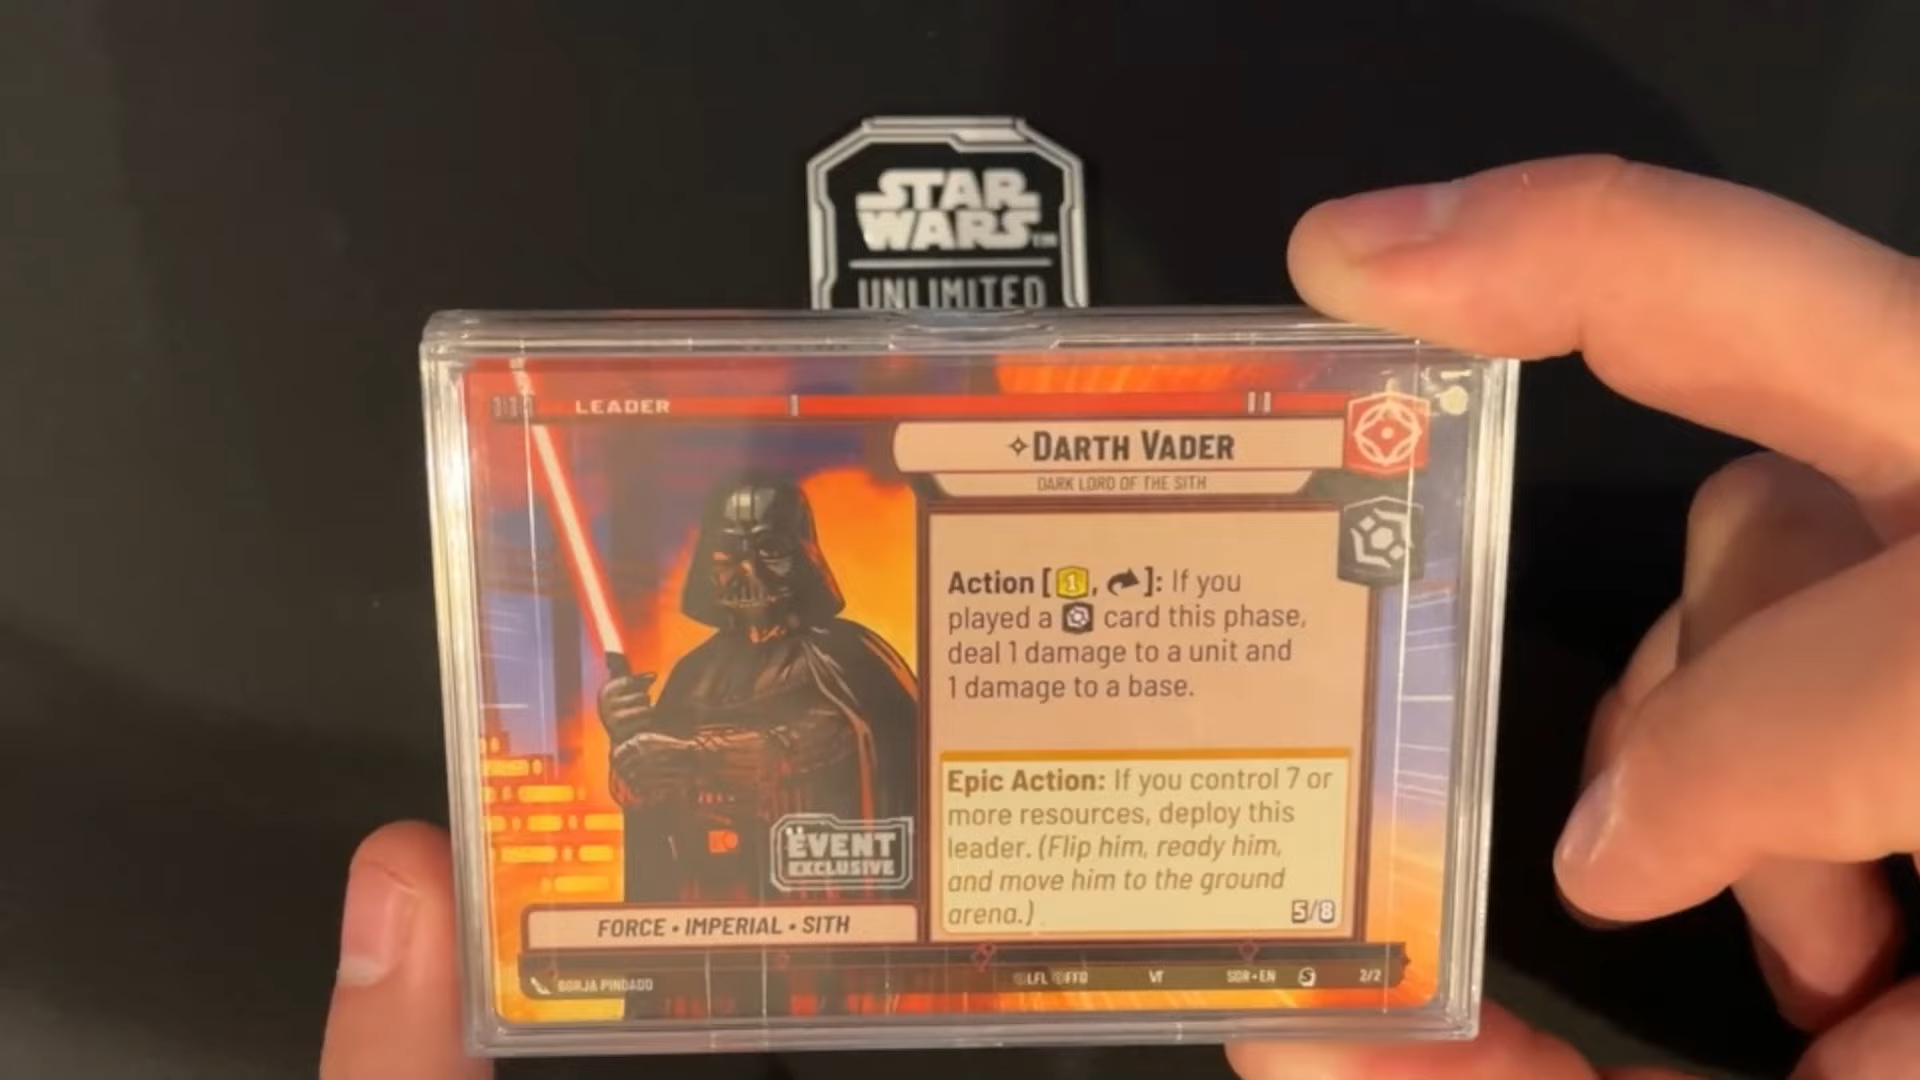 STAR
WARS™
UNLIMITED
LEADER
DARTH VADER
DARK LORD OF THE SITH
Action [1, ]: If you
played a card this phase,
deal 1 damage to a unit and
1 damage to a base.
Epic Action: If you control 7 or
more resources, deploy this
leader. (Flip him, ready him,
and move him to the ground
arena.)
5/8
EVENT
EXCLUSIVE
FORCE • IMPERIAL • SITH
BORJA PINDADO
©LFL ©FFG
SOR • EN
2/2